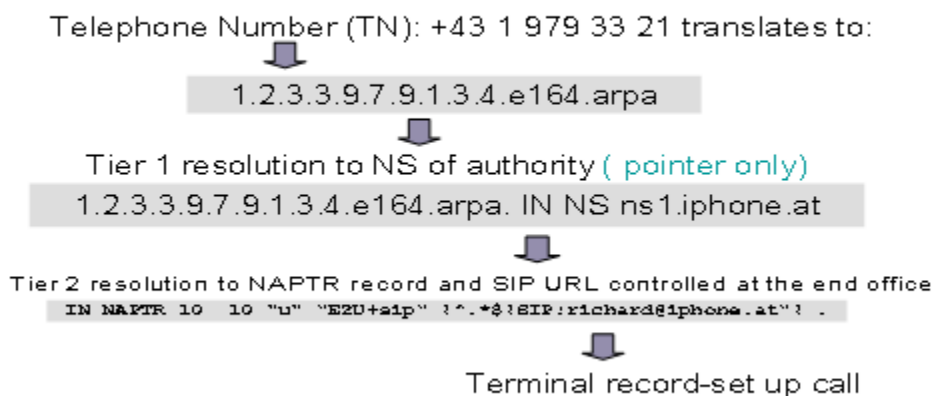 Telephone Number (TN): +43 1 979 33 21 translates to:
1.2.3.3.9.7.9.1.3.4.e164.arpa
Tier 1 resolution to NS of authority ( pointer only)
1.2.3.3.9.7.9.1.3.4.e164.arpa. IN NS ns1.iphone.at
Tier 2 resolution to NAPTR record and SIP URL controlled at the end office
IN NAPTR 10 10 "u" "E2U+sip" !^.*$!SIP:richard@iphone.at"! .
Terminal record-set up call